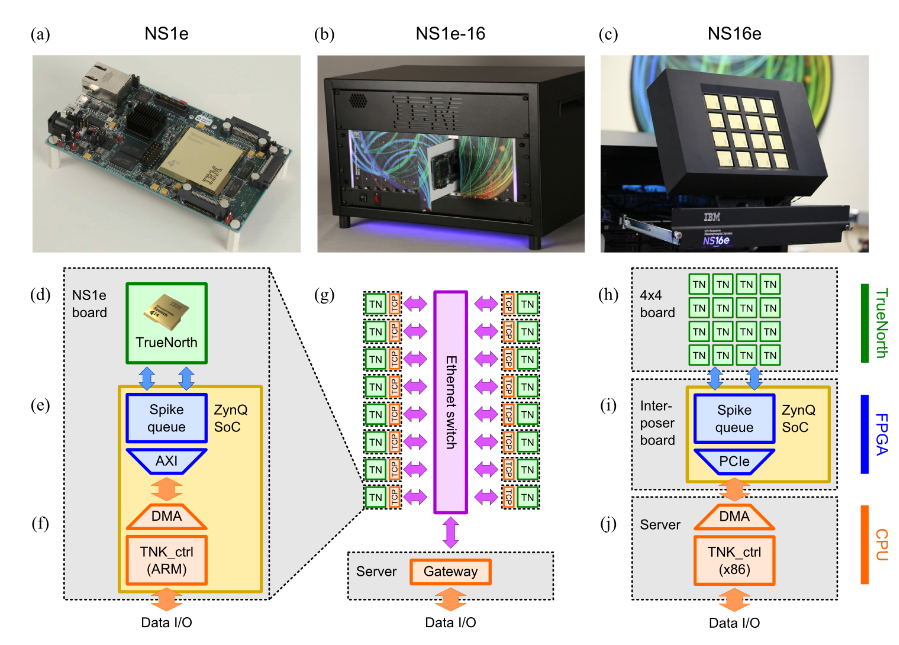 (a) NS1e
(b) NS1e-16
(c) NS16e
IBM
IBM
IBM
NS16e
(d) NS1e board
TrueNorth
(e) Spike queue
ZynQ SoC
AXI
(f) DMA
TNK_ctrl (ARM)
Data I/O
(g)
TN TCP TCP TN
TN TCP TCP TN
TN TCP TCP TN
TN TCP TCP TN
TN TCP TCP TN
TN TCP TCP TN
TN TCP TCP TN
TN TCP TCP TN
Ethernet switch
Server Gateway
Data I/O
(h) 4x4 board
TN TN TN TN
TN TN TN TN
TN TN TN TN
TN TN TN TN
(i) Inter-
poser
board
Spike queue
ZynQ SoC
PCIe
(j) Server
DMA
TNK_ctrl (x86)
Data I/O
TrueNorth
FPGA
CPU